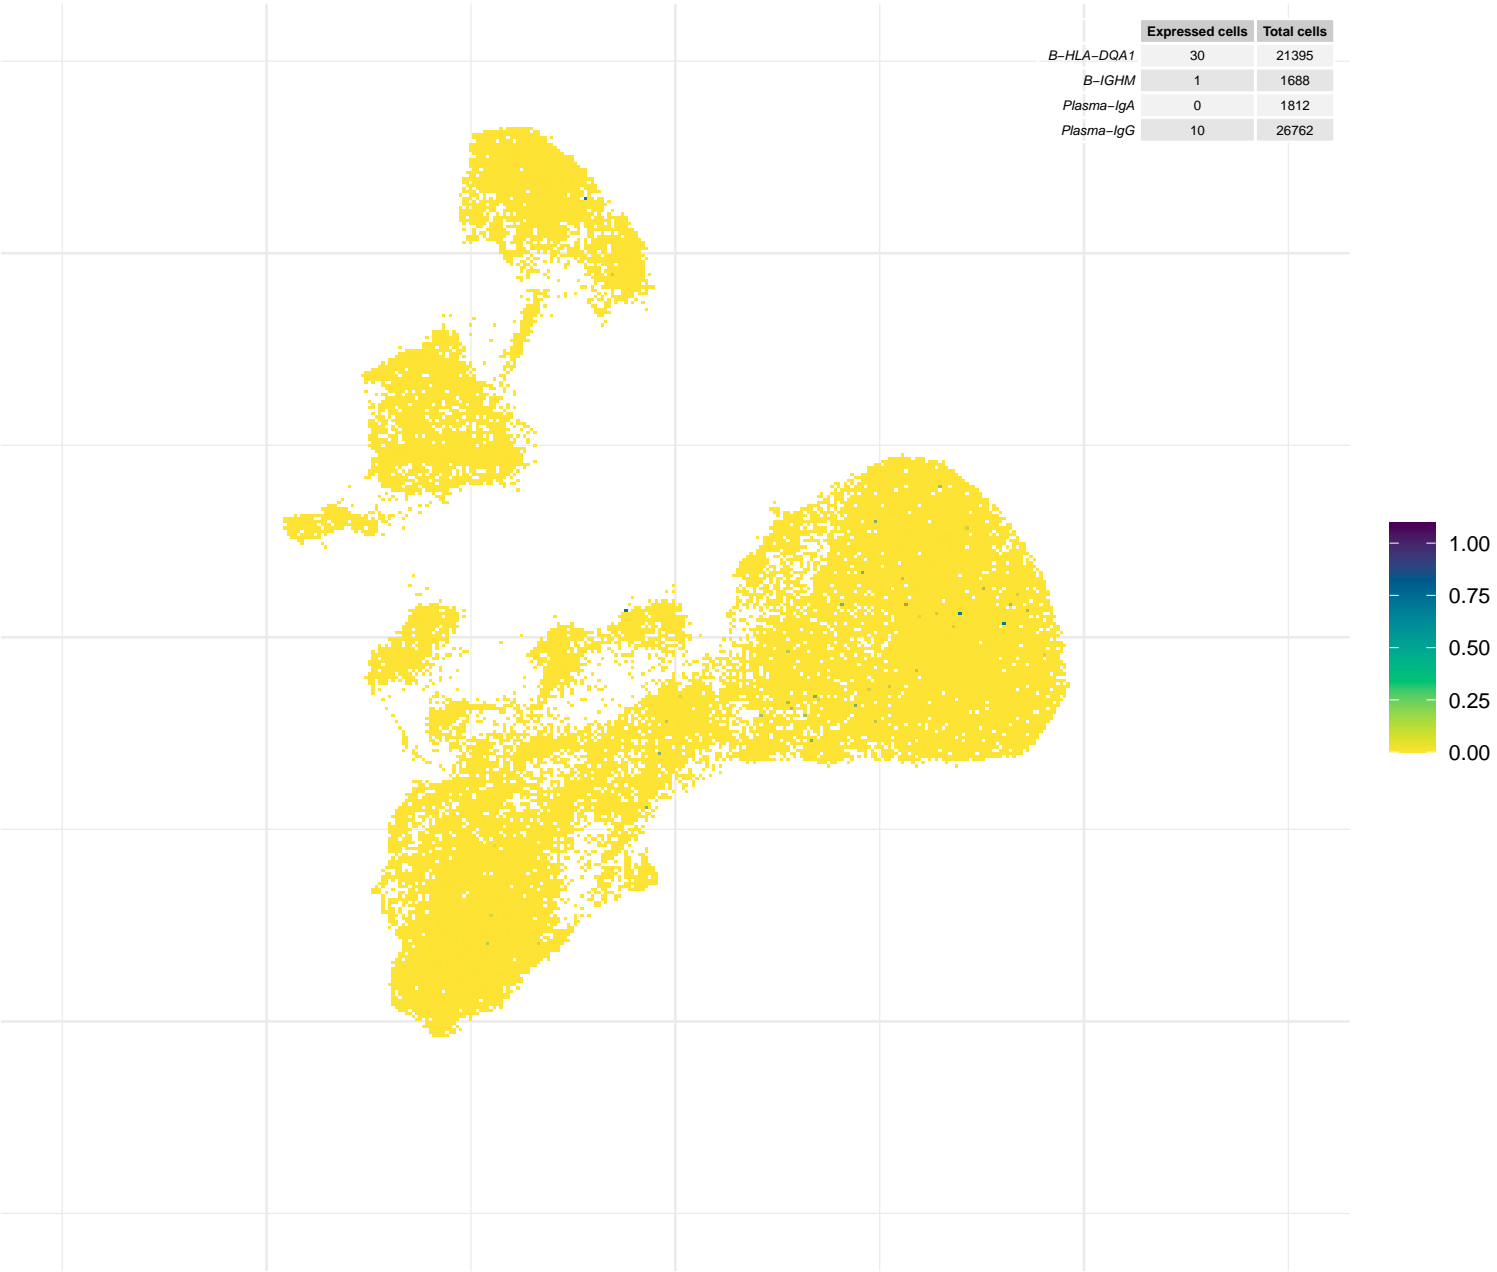 Expressed cells Total cells
B−HLA−DQA1 30 21395
B−IGHM 1 1688
Plasma−IgA 0 1812
Plasma−IgG 10 26762
1.00
0.75
0.50
0.25
0.00